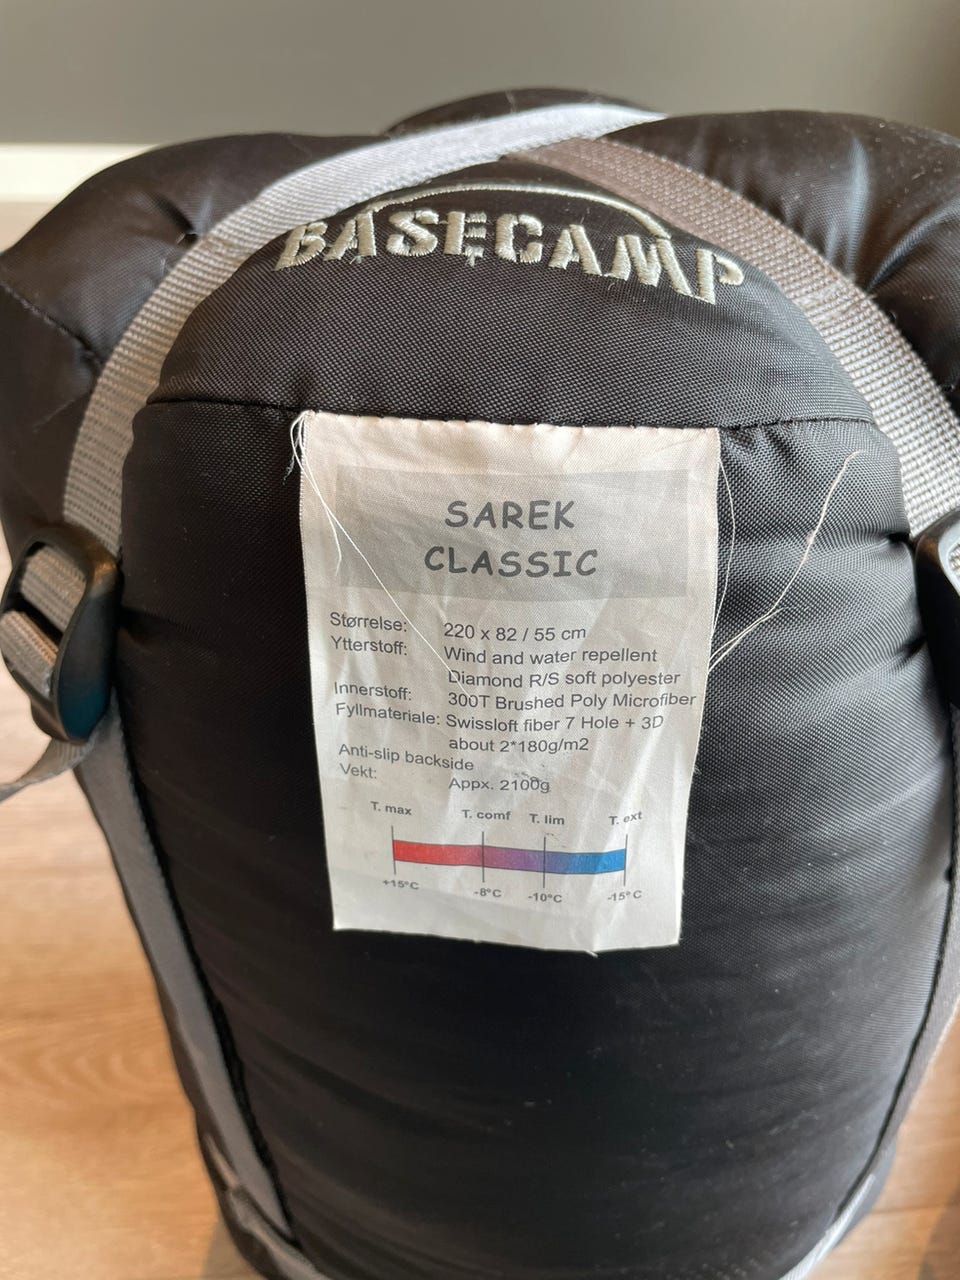 BASECAMP
SAREK
CLASSIC
Størrelse: 220 x 82 / 55 cm
Ytterstoff: Wind and water repellent
Diamond R/S soft polyester
Innerstoff: 300T Brushed Poly Microfiber
Fyllmateriale: Swissloft fiber 7 Hole + 3D
about 2*180g/m2
Anti-slip backside
Vekt: Appx. 2100g
T. max T. comf T. lim T. ext
+15°C -8°C -10°C -15°C